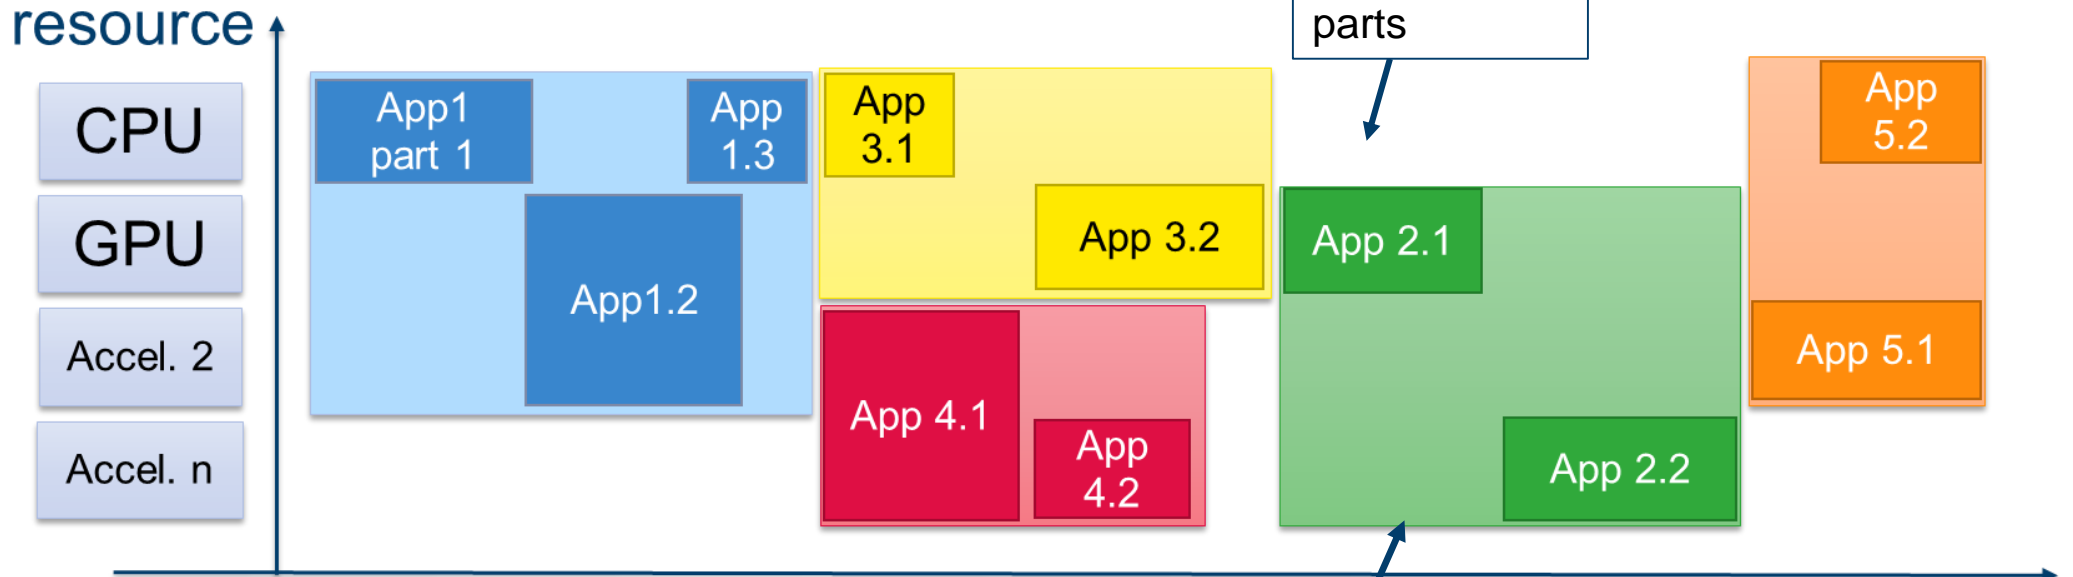 resource
parts
CPU
GPU
Accel. 2
Accel. n
App1
part 1
App
1.3
App1.2
App
3.1
App 3.2
App 4.1
App
4.2
App 2.1
App 2.2
App
5.2
App 5.1